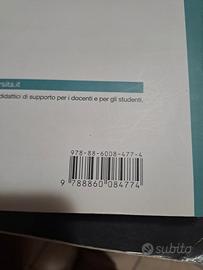 rsita.it
didattici di supporto per i docenti e per gli studenti.
978-88-6008-477-4
9 788860 084774
subito